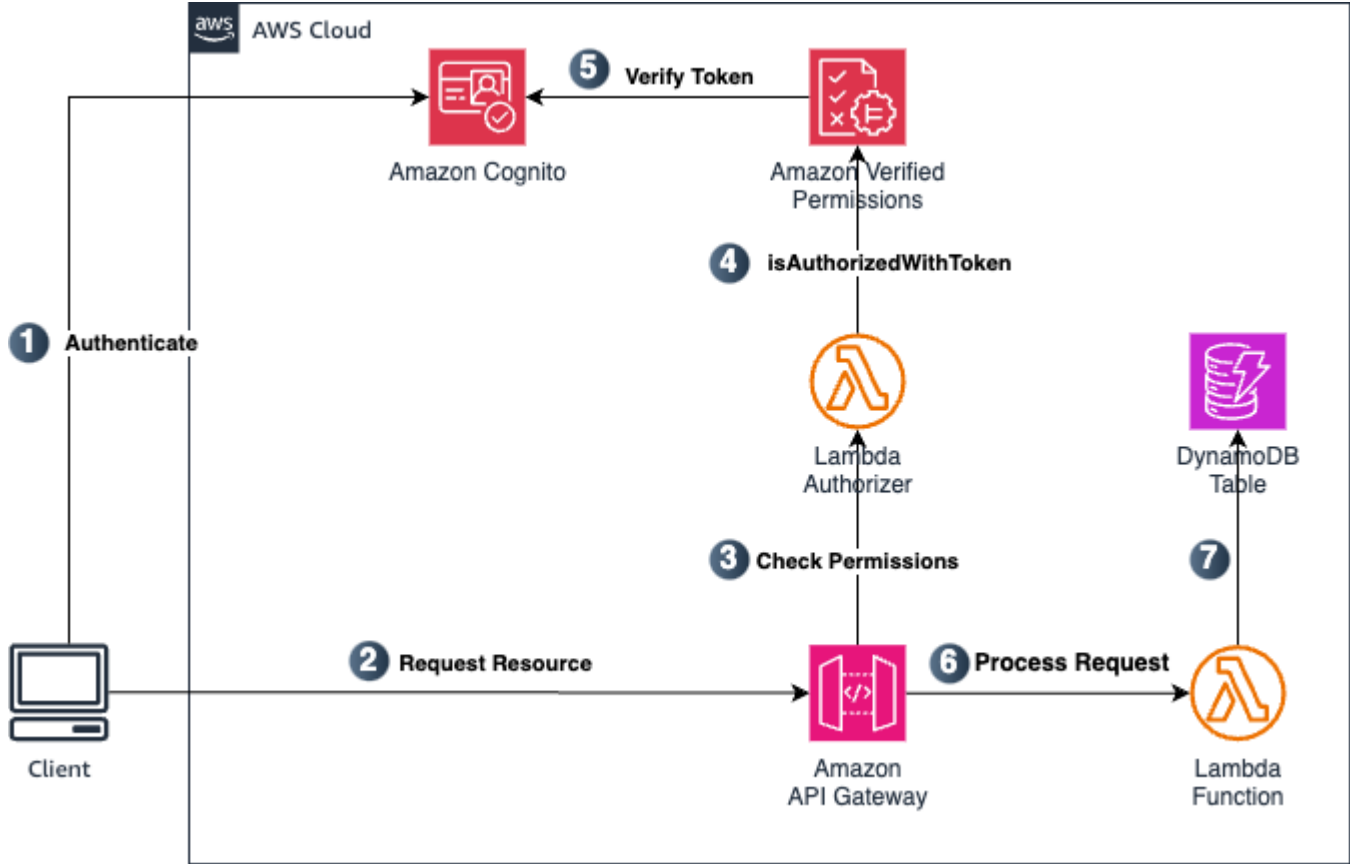 aws
AWS Cloud
5
Verify Token
Amazon Cognito
Amazon Verified
Permissions
4
isAuthorizedWithToken
1
Authenticate
Lambda
Authorizer
DynamoDB
Table
3
Check Permissions
7
2
Request Resource
6
Process Request
</>
Client
Amazon
API Gateway
Lambda
Function